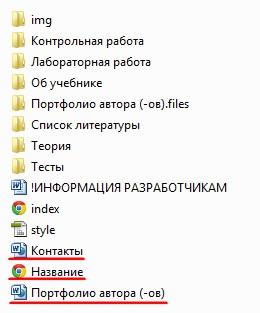 img
Контрольная работа
Лабораторная работа
Об учебнике
Портфолио автора (-ов).files
Список литературы
Теория
Тесты
!ИНФОРМАЦИЯ РАЗРАБОТЧИКАМ
index
style
Контакты
Название
Портфолио автора (-ов)